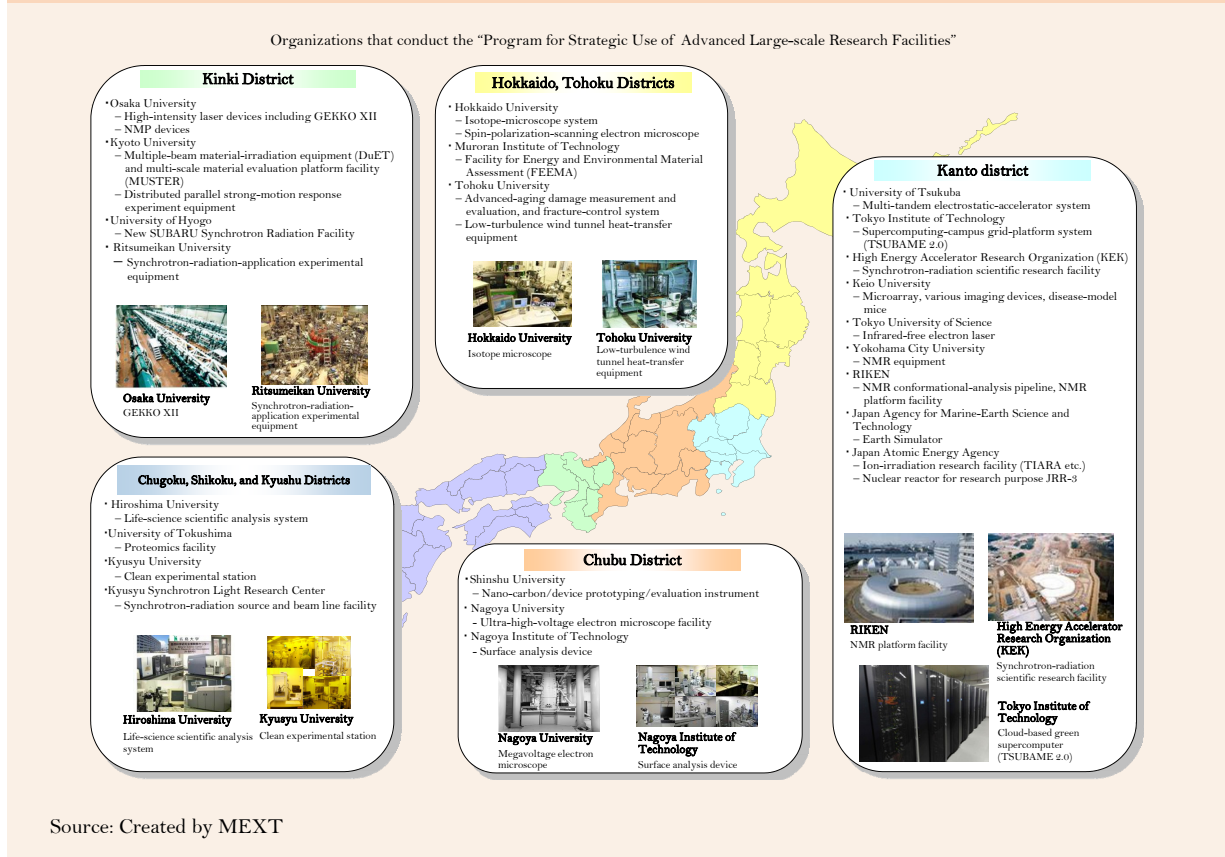 Organizations that conduct the “Program for Strategic Use of Advanced Large-scale Research Facilities”
Kinki District
・Osaka University
– High-intensity laser devices including GEKKO XII
– NMP devices
・Kyoto University
– Multiple-beam material-irradiation equipment (DuET)
and multi-scale material evaluation platform facility
(MUSTER)
– Distributed parallel strong-motion response
experiment equipment
・University of Hyogo
– New SUBARU Synchrotron Radiation Facility
・Ritsumeikan University
– Synchrotron-radiation-application experimental
equipment
Osaka University
GEKKO XII
Ritsumeikan University
Synchrotron-radiation-
application experimental
equipment
Hokkaido, Tohoku Districts
・Hokkaido University
– Isotope-microscope system
– Spin-polarization-scanning electron microscope
・Muroran Institute of Technology
– Facility for Energy and Environmental Material
Assessment (FEEMA)
・Tohoku University
– Advanced-aging damage measurement and
evaluation, and fracture-control system
– Low-turbulence wind tunnel heat-transfer
equipment
Hokkaido University
Isotope microscope
Tohoku University
Low-turbulence wind
tunnel heat-transfer
equipment
Kanto district
・University of Tsukuba
– Multi-tandem electrostatic-accelerator system
・Tokyo Institute of Technology
– Supercomputing-campus grid-platform system
(TSUBAME 2.0)
・High Energy Accelerator Research Organization (KEK)
– Synchrotron-radiation scientific research facility
・Keio University
– Microarray, various imaging devices, disease-model
mice
・Tokyo University of Science
– Infrared-free electron laser
・Yokohama City University
– NMR equipment
・RIKEN
– NMR conformational-analysis pipeline, NMR
platform facility
・Japan Agency for Marine-Earth Science and
Technology
– Earth Simulator
・Japan Atomic Energy Agency
– Ion-irradiation research facility (TIARA etc.)
– Nuclear reactor for research purpose JRR-3
RIKEN
NMR platform facility
High Energy Accelerator
Research Organization
(KEK)
Synchrotron-radiation
scientific research facility
Tokyo Institute of
Technology
Cloud-based green
supercomputer
(TSUBAME 2.0)
Chugoku, Shikoku, and Kyushu Districts
・Hiroshima University
– Life-science scientific analysis system
・University of Tokushima
– Proteomics facility
・Kyusyu University
– Clean experimental station
・Kyusyu Synchrotron Light Research Center
– Synchrotron-radiation source and beam line facility
Hiroshima University
Life-science scientific analysis
system
Kyusyu University
Clean experimental station
Chubu District
・Shinshu University
– Nano-carbon/device prototyping/evaluation instrument
・Nagoya University
- Ultra-high-voltage electron microscope facility
・Nagoya Institute of Technology
- Surface analysis device
Nagoya University
Megavoltage electron
microscope
Nagoya Institute of
Technology
Surface analysis device
Source: Created by MEXT